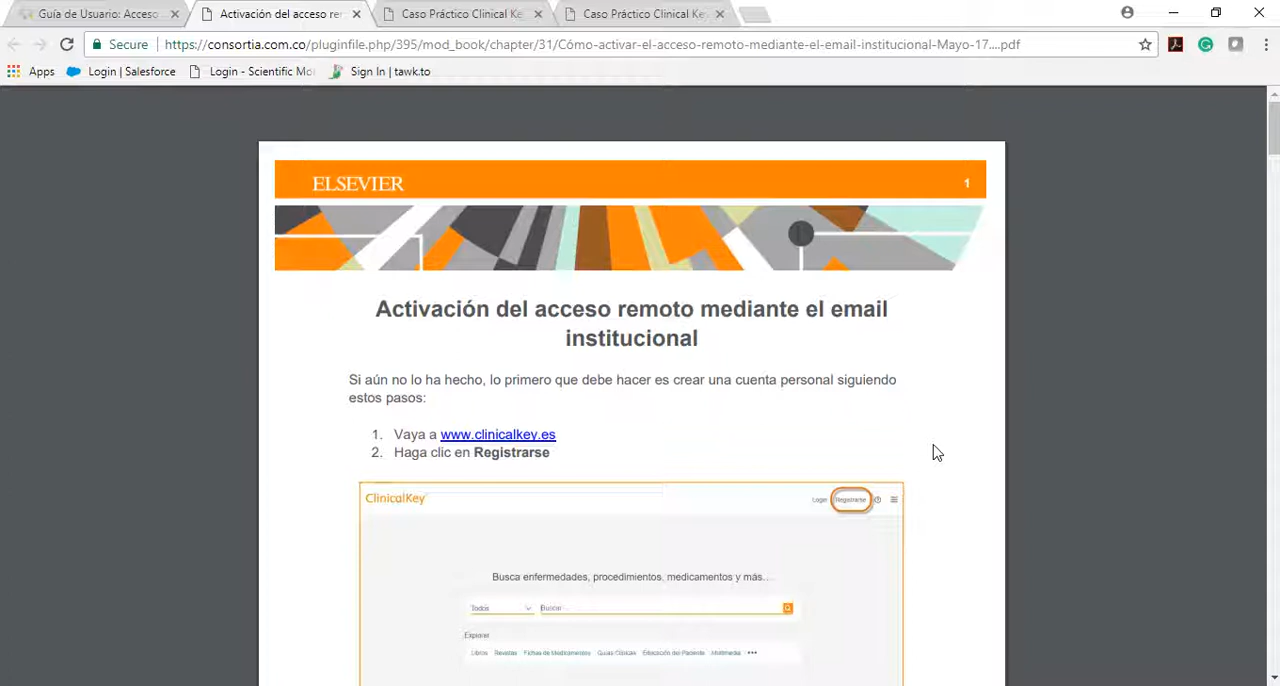 Guía de Usuario: Acceso
Activación del acceso re
Caso Práctico Clinical Ke
Caso Práctico Clinical Ke
Secure
https://consortia.com.co/pluginfile.php/395/mod_book/chapter/31/Cómo-activar-el-acceso-remoto-mediante-el-email-institucional-Mayo-17....pdf
Apps
Login | Salesforce
Login - Scientific Mo
Sign In | tawk.to
ELSEVIER
1
Activación del acceso remoto mediante el email
institucional
Si aún no lo ha hecho, lo primero que debe hacer es crear una cuenta personal siguiendo
estos pasos:
1. Vaya a www.clinicalkey.es
2. Haga clic en Registrarse
ClinicalKey
Login
Registrarse
Busca enfermedades, procedimientos, medicamentos y más...
Todos
Buscar
Explorar
Libros Revistas Fichas de Medicamentos Guías Clínicas Educación del Paciente Multimedia •••